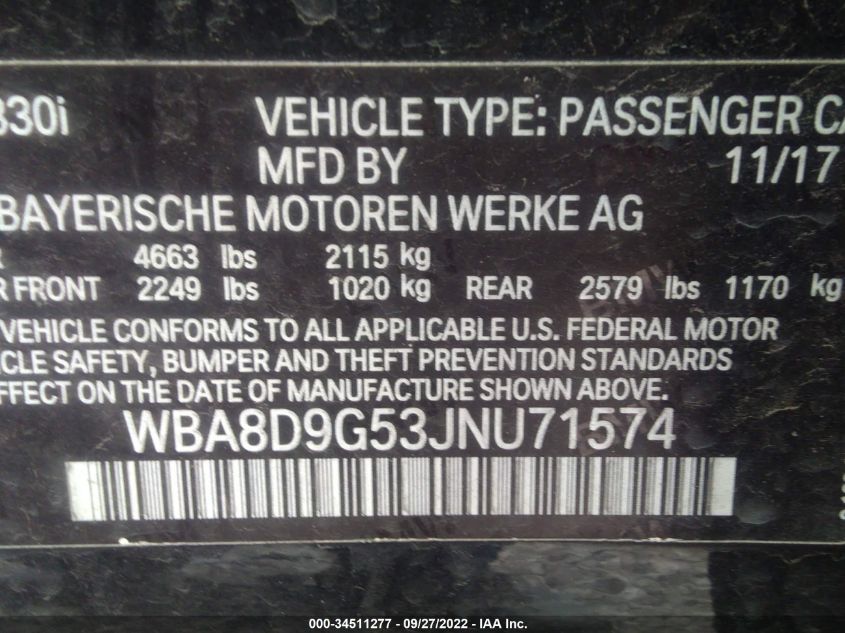 330i VEHICLE TYPE: PASSENGER CA
MFD BY 11/17
BAYERISCHE MOTOREN WERKE AG
R 4663 lbs 2115 kg
R FRONT 2249 lbs 1020 kg REAR 2579 lbs 1170 kg
VEHICLE CONFORMS TO ALL APPLICABLE U.S. FEDERAL MOTOR
CLE SAFETY, BUMPER AND THEFT PREVENTION STANDARDS
FFECT ON THE DATE OF MANUFACTURE SHOWN ABOVE.
WBA8D9G53JNU71574
000-34511277 - 09/27/2022 - IAA Inc.